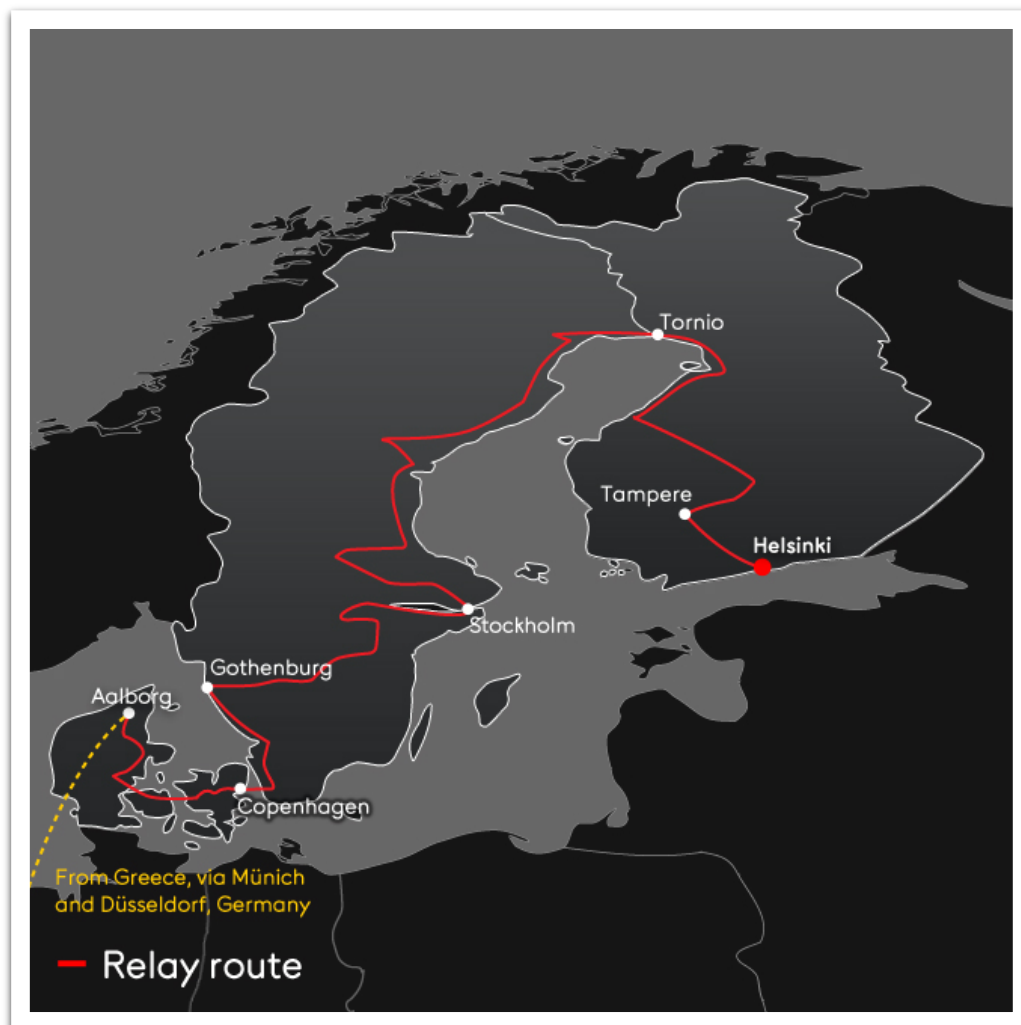 Tornio
Tampere
Helsinki
Stockholm
Gothenburg
Aalborg
Copenhagen
From Greece, via Münich
and Düsseldorf, Germany
Relay route